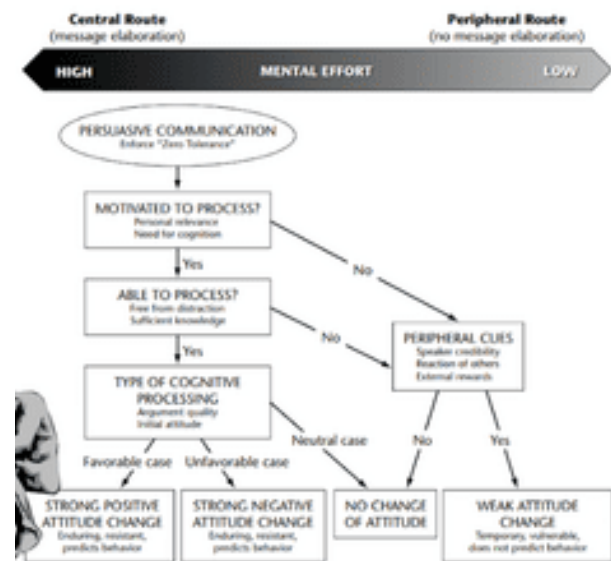 Central Route
(message elaboration)
Peripheral Route
(no message elaboration)
HIGH
MENTAL EFFORT
LOW
PERSUASIVE COMMUNICATION
Enforce "Zero Tolerance"
MOTIVATED TO PROCESS?
Personal relevance
Need for cognition
No
Yes
ABLE TO PROCESS?
Free from distraction
Sufficient knowledge
No
PERIPHERAL CUES
Speaker credibility
Reaction of others
External rewards
Yes
TYPE OF COGNITIVE
PROCESSING
Argument quality
Initial attitude
Neutral case
No
Yes
Favorable case
Unfavorable case
STRONG POSITIVE
ATTITUDE CHANGE
Enduring, resistant,
predicts behavior
STRONG NEGATIVE
ATTITUDE CHANGE
Enduring, resistant,
predicts behavior
NO CHANGE
OF ATTITUDE
WEAK ATTITUDE
CHANGE
Temporary, vulnerable,
does not predict behavior